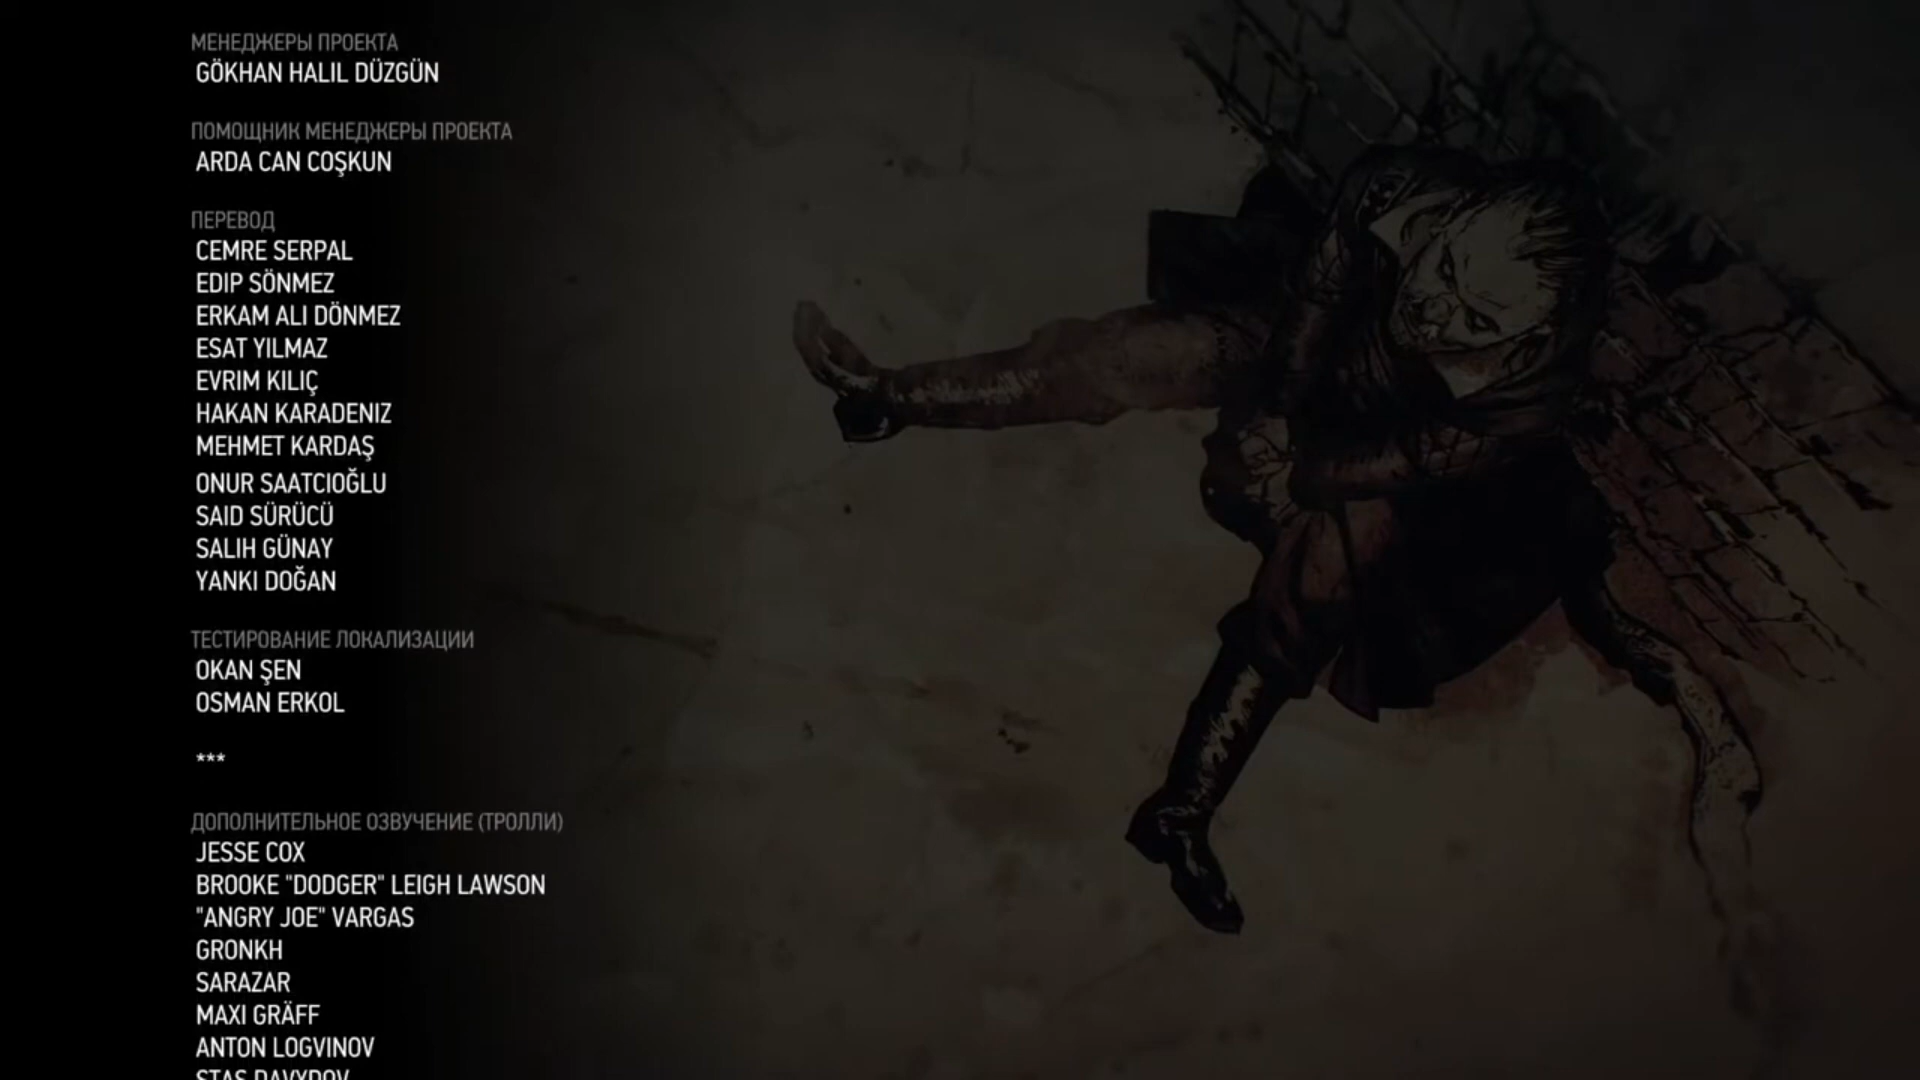 МЕНЕДЖЕРЫ ПРОЕКТА
GÖKHAN HALIL DÜZGÜN
ПОМОЩНИК МЕНЕДЖЕРЫ ПРОЕКТА
ARDA CAN COŞKUN
ПЕРЕВОД
CEMRE SERPAL
EDIP SÖNMEZ
ERKAM ALI DÖNMEZ
ESAT YILMAZ
EVRIM KILIÇ
HAKAN KARADENIZ
MEHMET KARDAŞ
ONUR SAATCIOĞLU
SAID SÜRÜCÜ
SALIH GÜNAY
YANKI DOĞAN
ТЕСТИРОВАНИЕ ЛОКАЛИЗАЦИИ
OKAN ŞEN
OSMAN ERKOL
***
ДОПОЛНИТЕЛЬНОЕ ОЗВУЧЕНИЕ (ТРОЛЛИ)
JESSE COX
BROOKE "DODGER" LEIGH LAWSON
"ANGRY JOE" VARGAS
GRONKH
SARAZAR
MAXI GRÄFF
ANTON LOGVINOV
STAS DAVYDOV